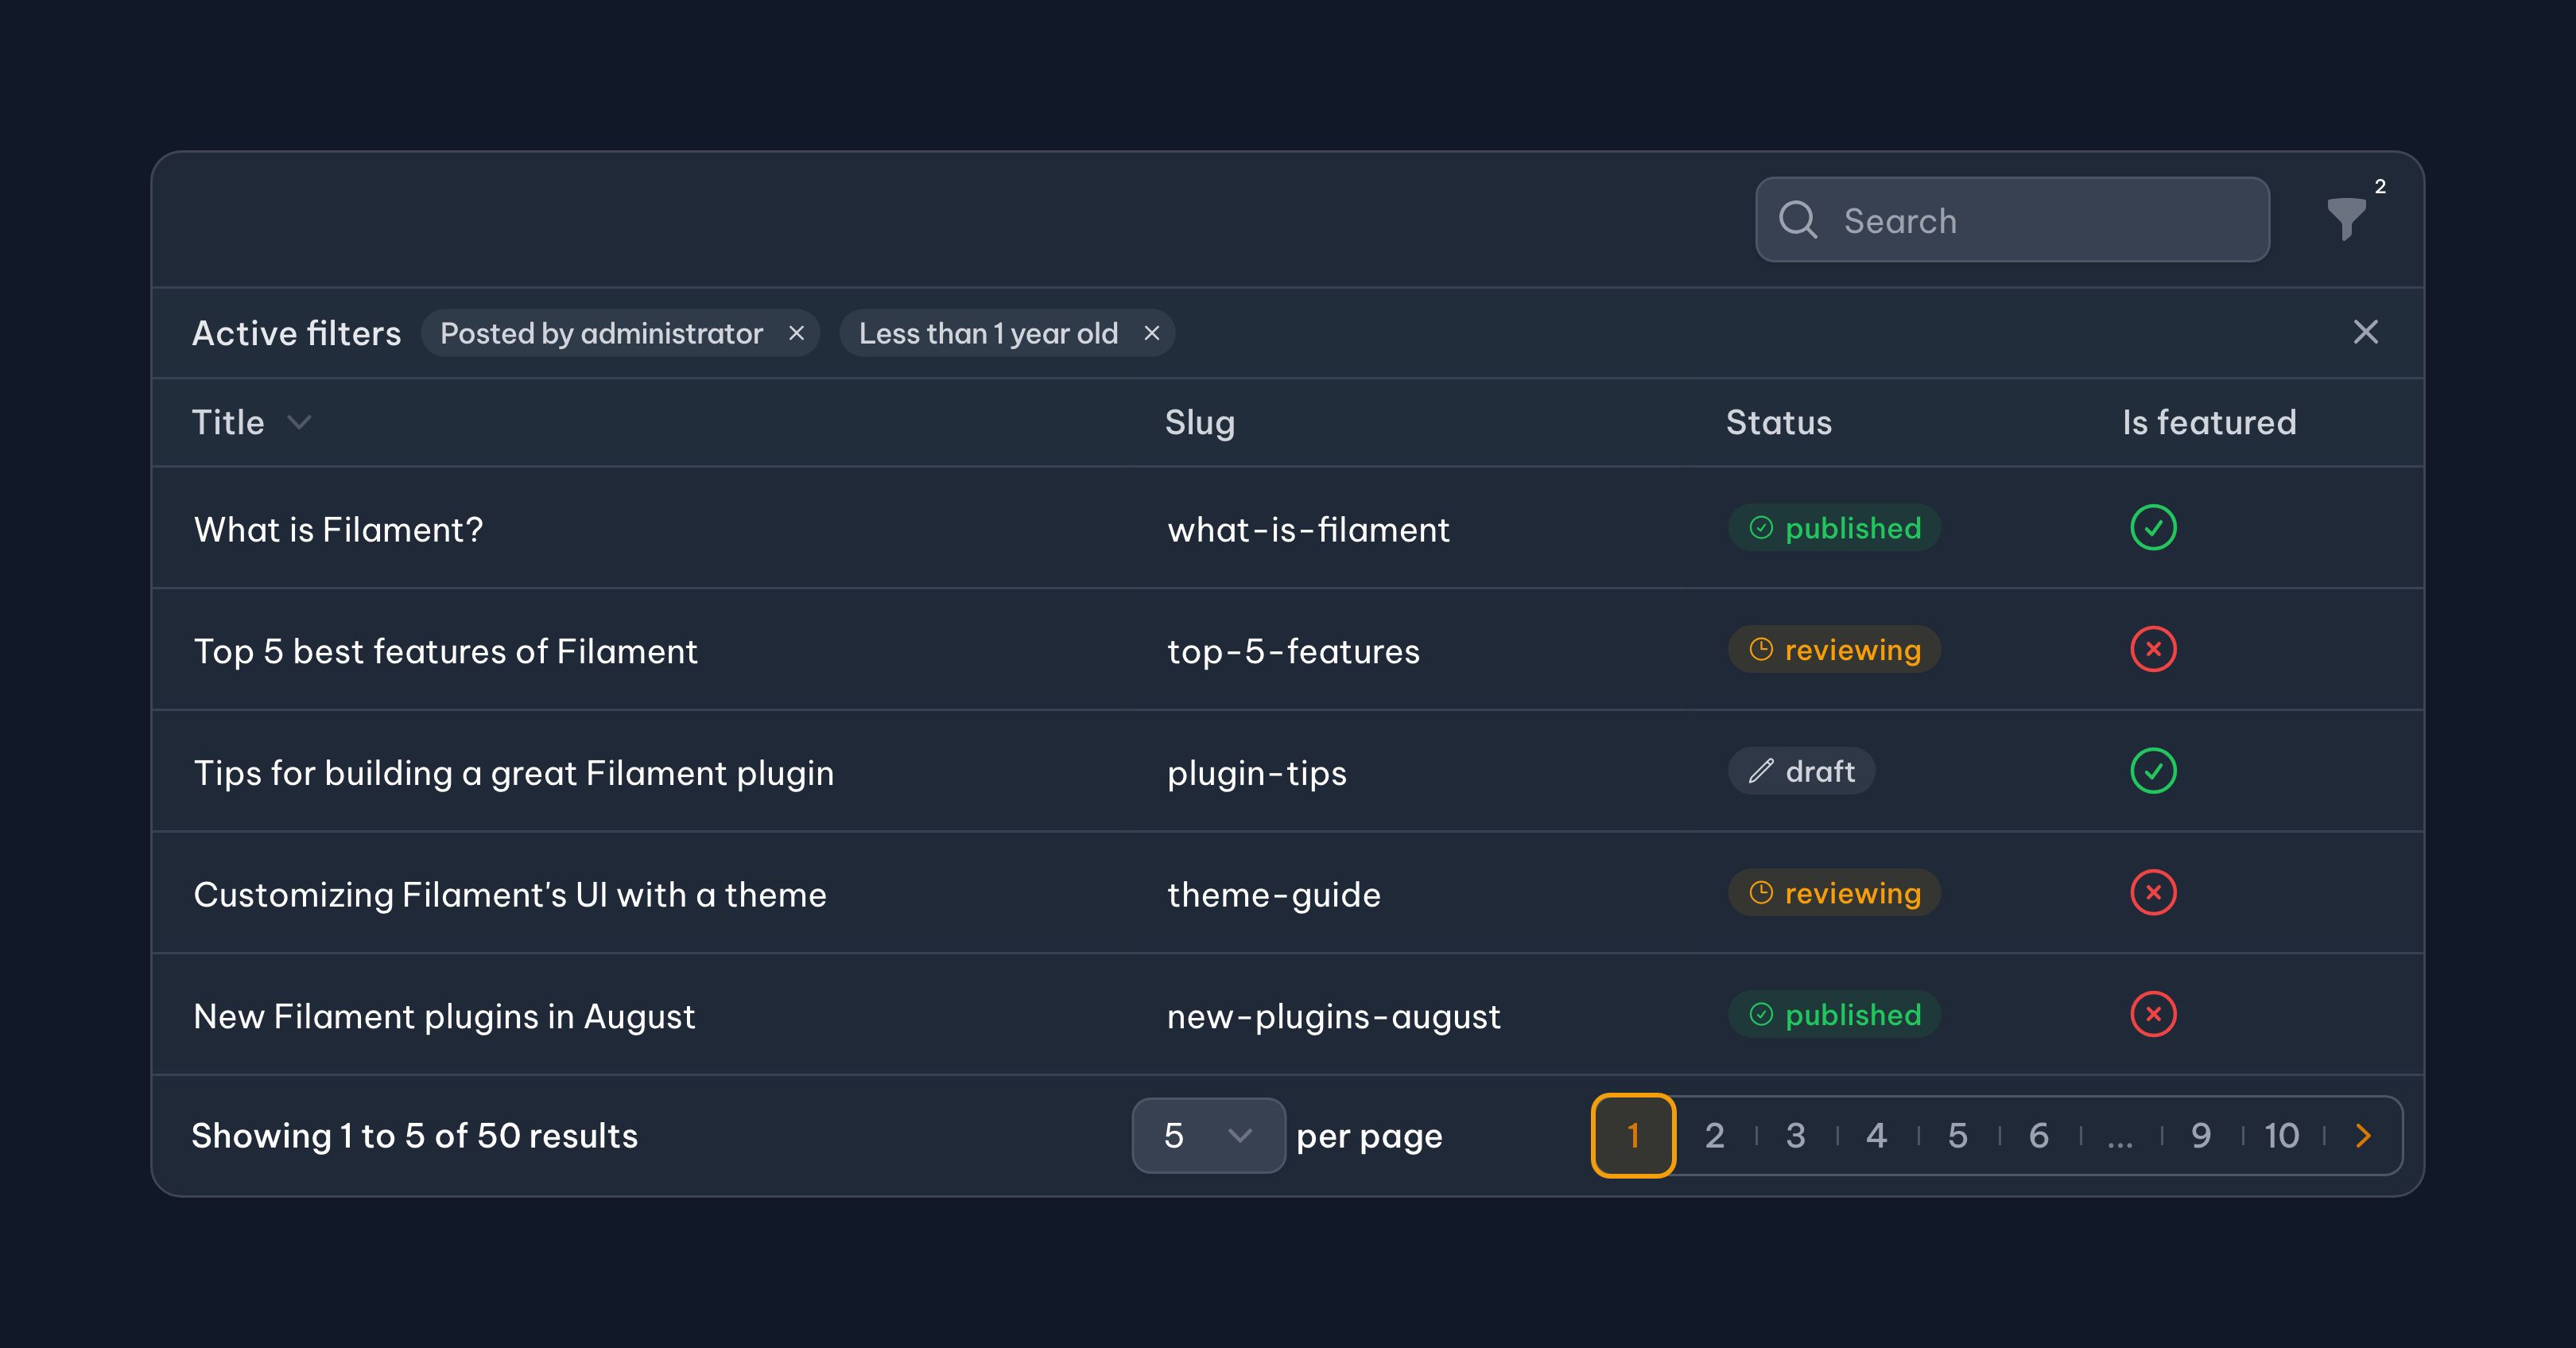 Search
2
Active filters Posted by administrator Less than 1 year old
Title Slug Status Is featured
What is Filament? what-is-filament published
Top 5 best features of Filament top-5-features reviewing
Tips for building a great Filament plugin plugin-tips draft
Customizing Filament's UI with a theme theme-guide reviewing
New Filament plugins in August new-plugins-august published
Showing 1 to 5 of 50 results 5 per page 1 2 3 4 5 6 ... 9 10